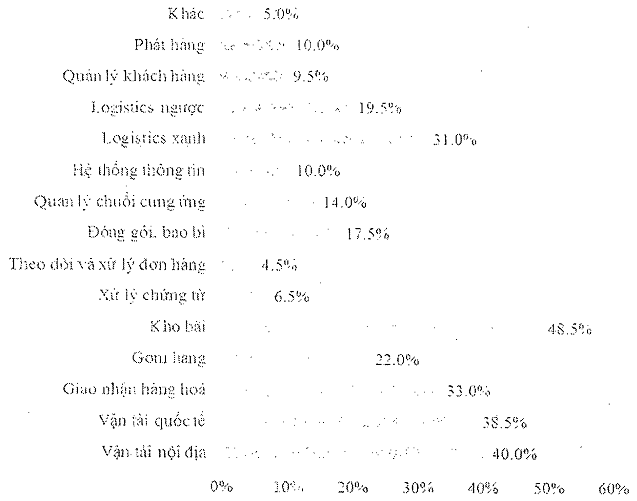 Khác 5.0%
Phát hàng 10.0%
Quản lý khách hàng 9.5%
Logistics ngược 19.5%
Logistics xanh 31.0%
Hệ thống thông tin 10.0%
Quản lý chuỗi cung ứng 14.0%
Đóng gói, bao bì 17.5%
Theo dõi và xử lý đơn hàng 4.5%
Xử lý chứng từ 6.5%
Kho bãi 48.5%
Gom hàng 22.0%
Giao nhận hàng hoá 33.0%
Vận tải quốc tế 38.5%
Vận tải nội địa 40.0%
0% 10% 20% 30% 40% 50% 60%